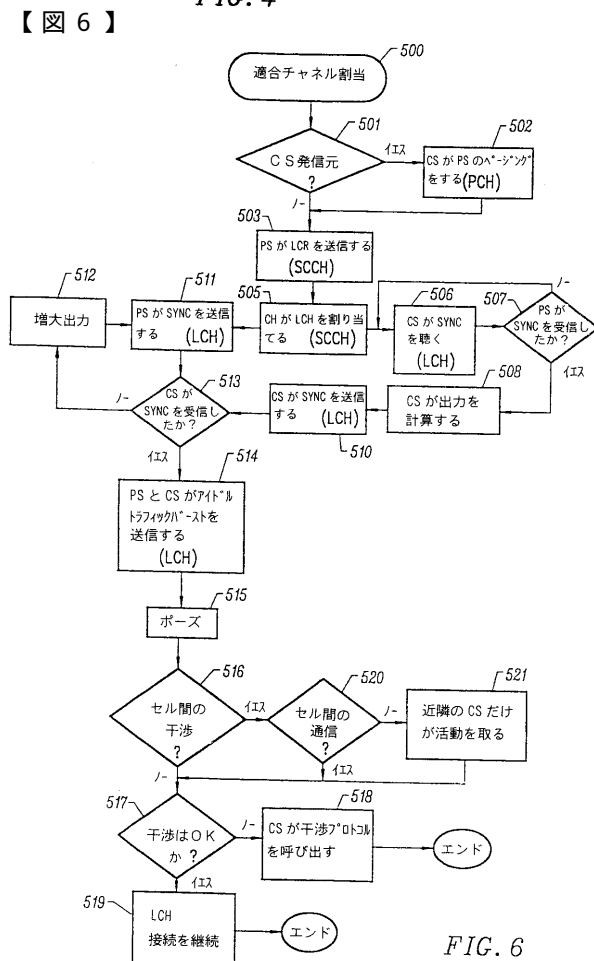 FIG. 4
【図6】
500
適合チャネル割当
501
CS発信元
?
イエス
ノー
502
CSがPSのページング
をする(PCH)
503
PSがLCRを送信する
(SCCH)
512
増大出力
511
PSがSYNCを送信
する
(LCH)
505
CHがLCHを割り当
てる (SCCH)
506
CSがSYNC
を聴く
(LCH)
507
ノー
PSが
SYNCを受信し
たか?
イエス
513
ノー
CSが
SYNCを受信し
たか?
イエス
CSがSYNCを送信
する (LCH)
510
508
CSが出力を
計算する
514
PSとCSがアイドル
トラフィックバーストを
送信する
(LCH)
515
ポーズ
516
セル間の
干渉
?
イエス
ノー
520
セル間の
通信
?
ノー
イエス
521
近隣のCSだけ
が活動を取る
517
干渉はOK
か?
ノー
イエス
518
CSが干渉プロトコル
を呼び出す
エンド
519
LCH
接続を継続
エンド
FIG. 6